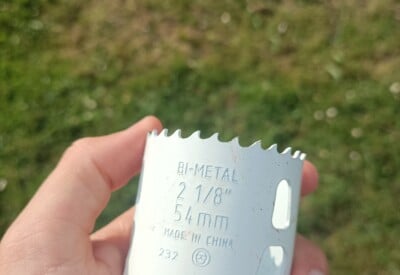 BI-METAL
2 1/8"
54mm
MADE IN CHINA
232